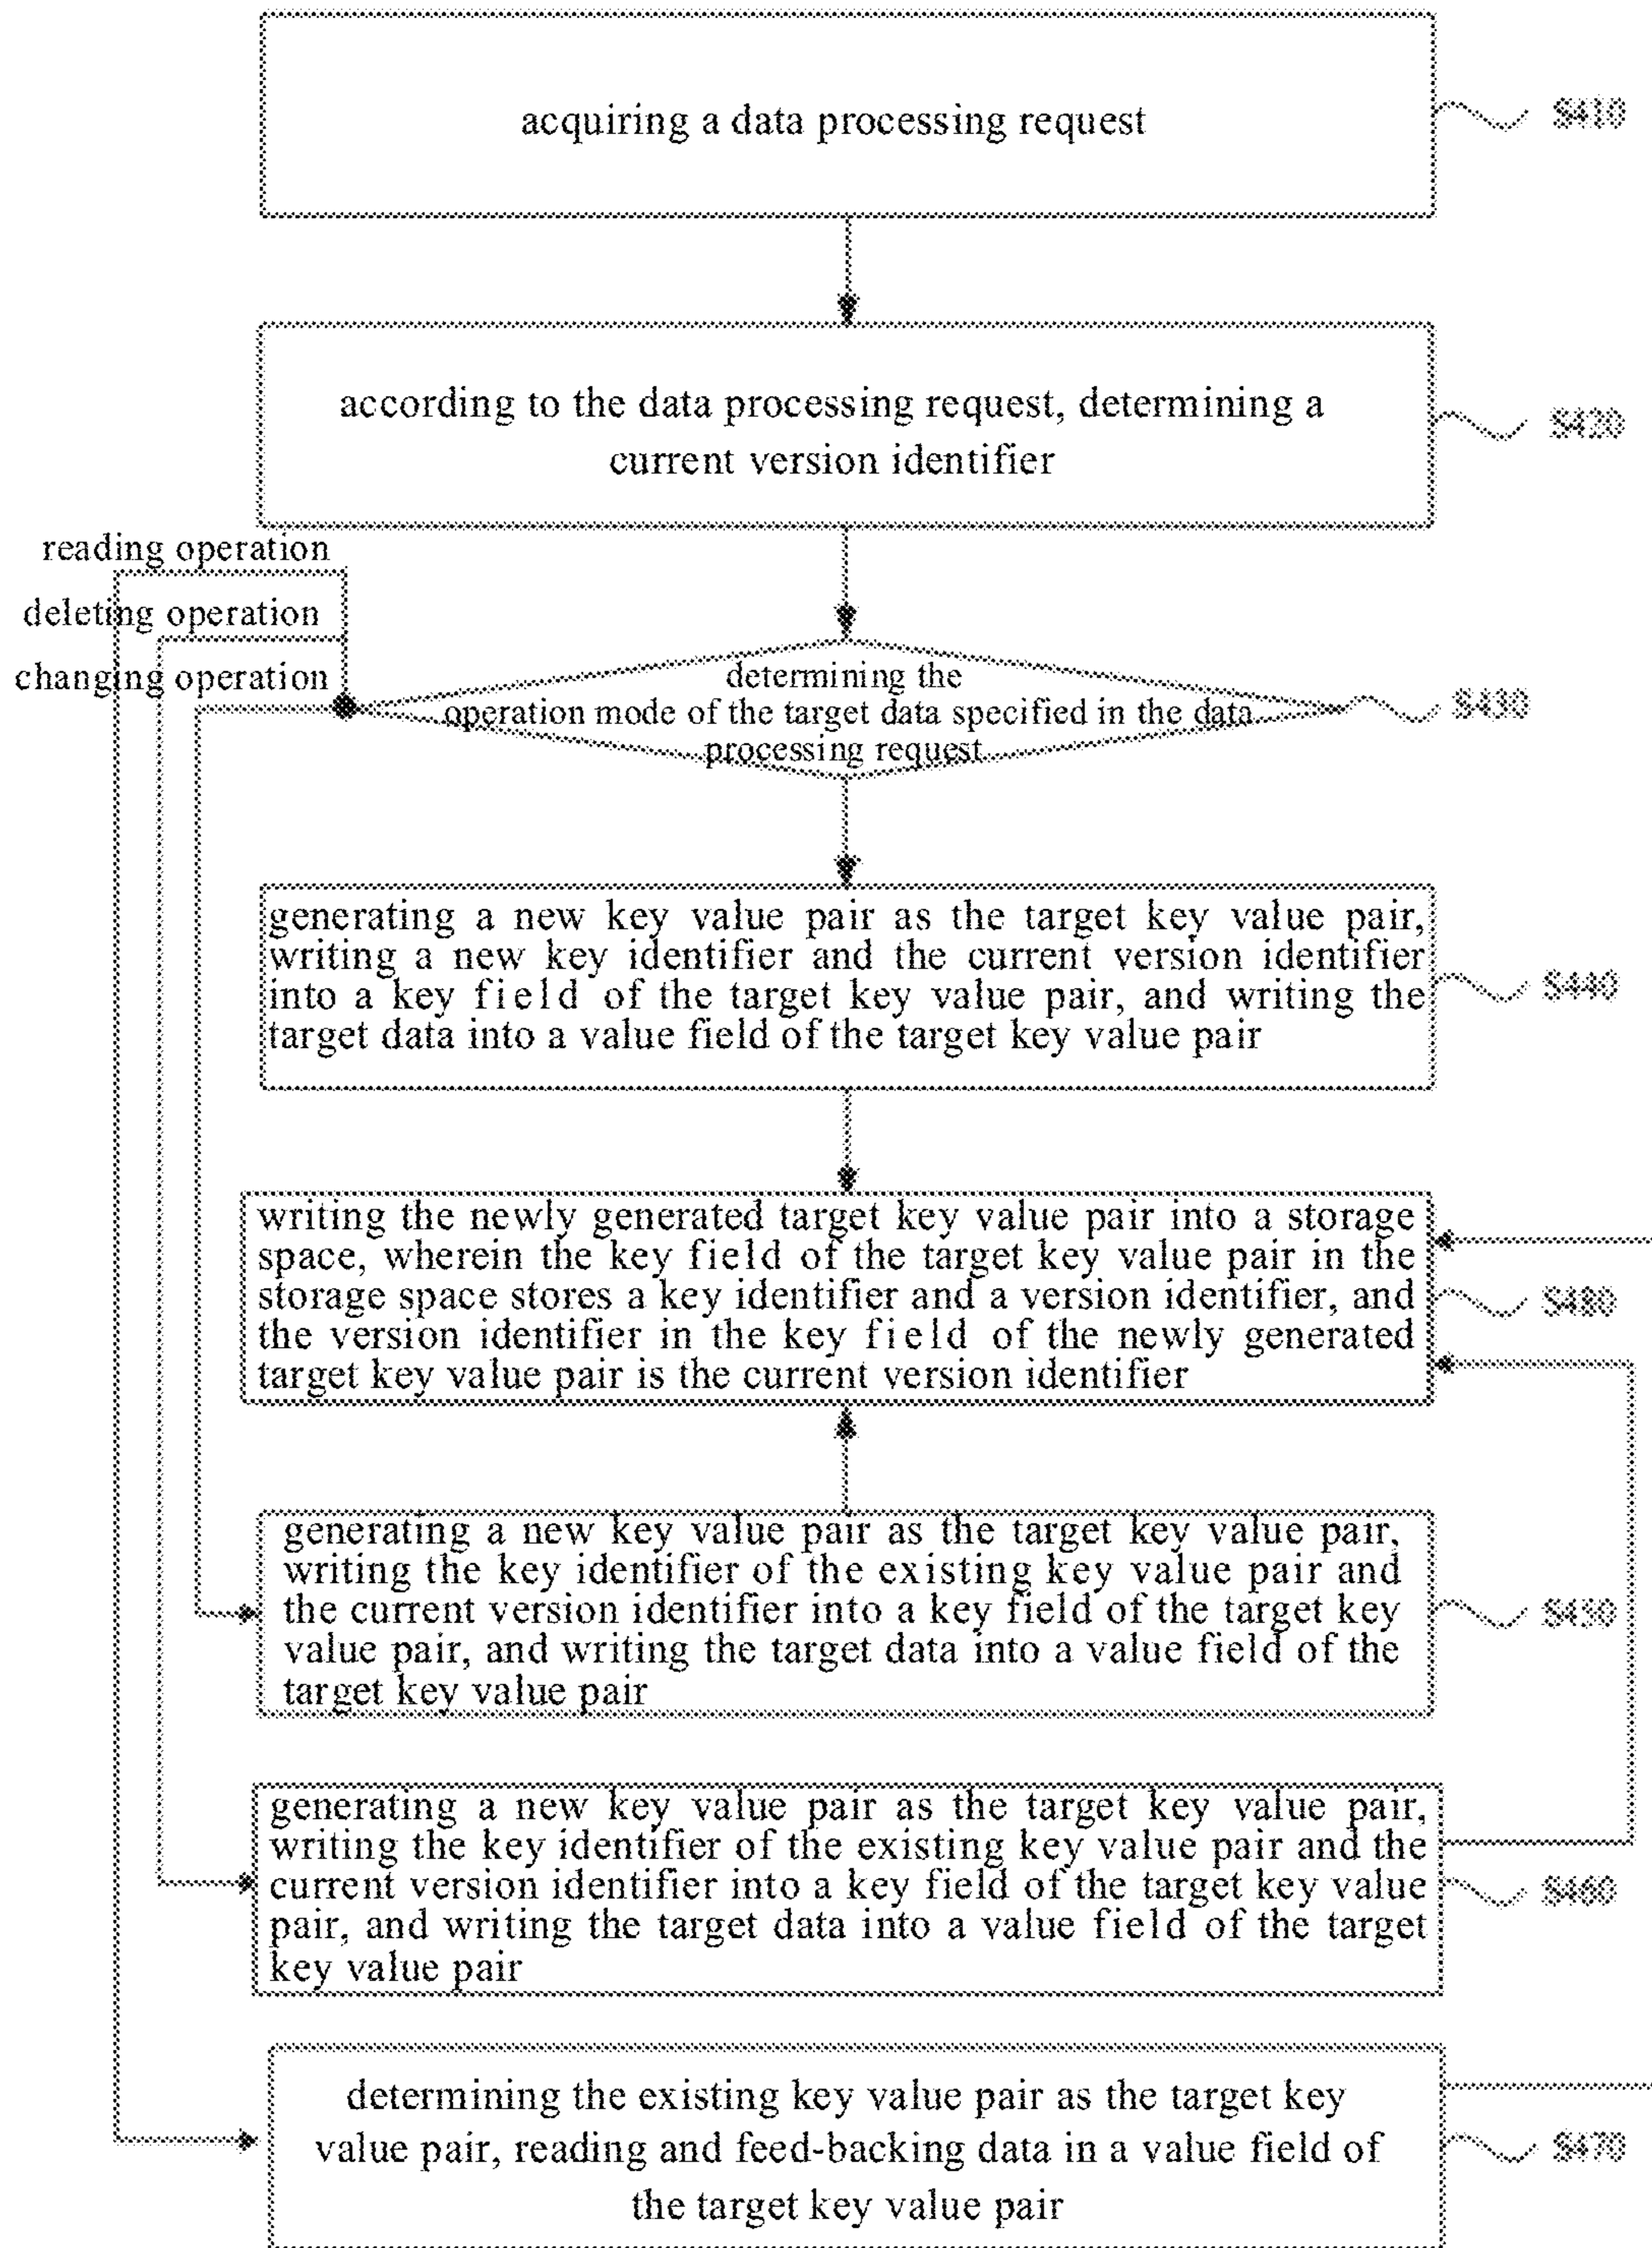 acquiring a data processing request
S410
according to the data processing request, determining a
current version identifier
S420
reading operation
deleting operation
changing operation
determining the
operation mode of the target data specified in the data
processing request
S430
generating a new key value pair as the target key value pair,
writing a new key identifier and the current version identifier
into a key field of the target key value pair, and writing the
target data into a value field of the target key value pair
S440
writing the newly generated target key value pair into a storage
space, wherein the key field of the target key value pair in the
storage space stores a key identifier and a version identifier, and
the version identifier in the key field of the newly generated
target key value pair is the current version identifier
S480
generating a new key value pair as the target key value pair,
writing the key identifier of the existing key value pair and
the current version identifier into a key field of the target key
value pair, and writing the target data into a value field of the
target key value pair
S450
generating a new key value pair as the target key value pair,
writing the key identifier of the existing key value pair and the
current version identifier into a key field of the target key value
pair, and writing the target data into a value field of the target
key value pair
S460
determining the existing key value pair as the target key
value pair, reading and feed-backing data in a value field of
the target key value pair
S470